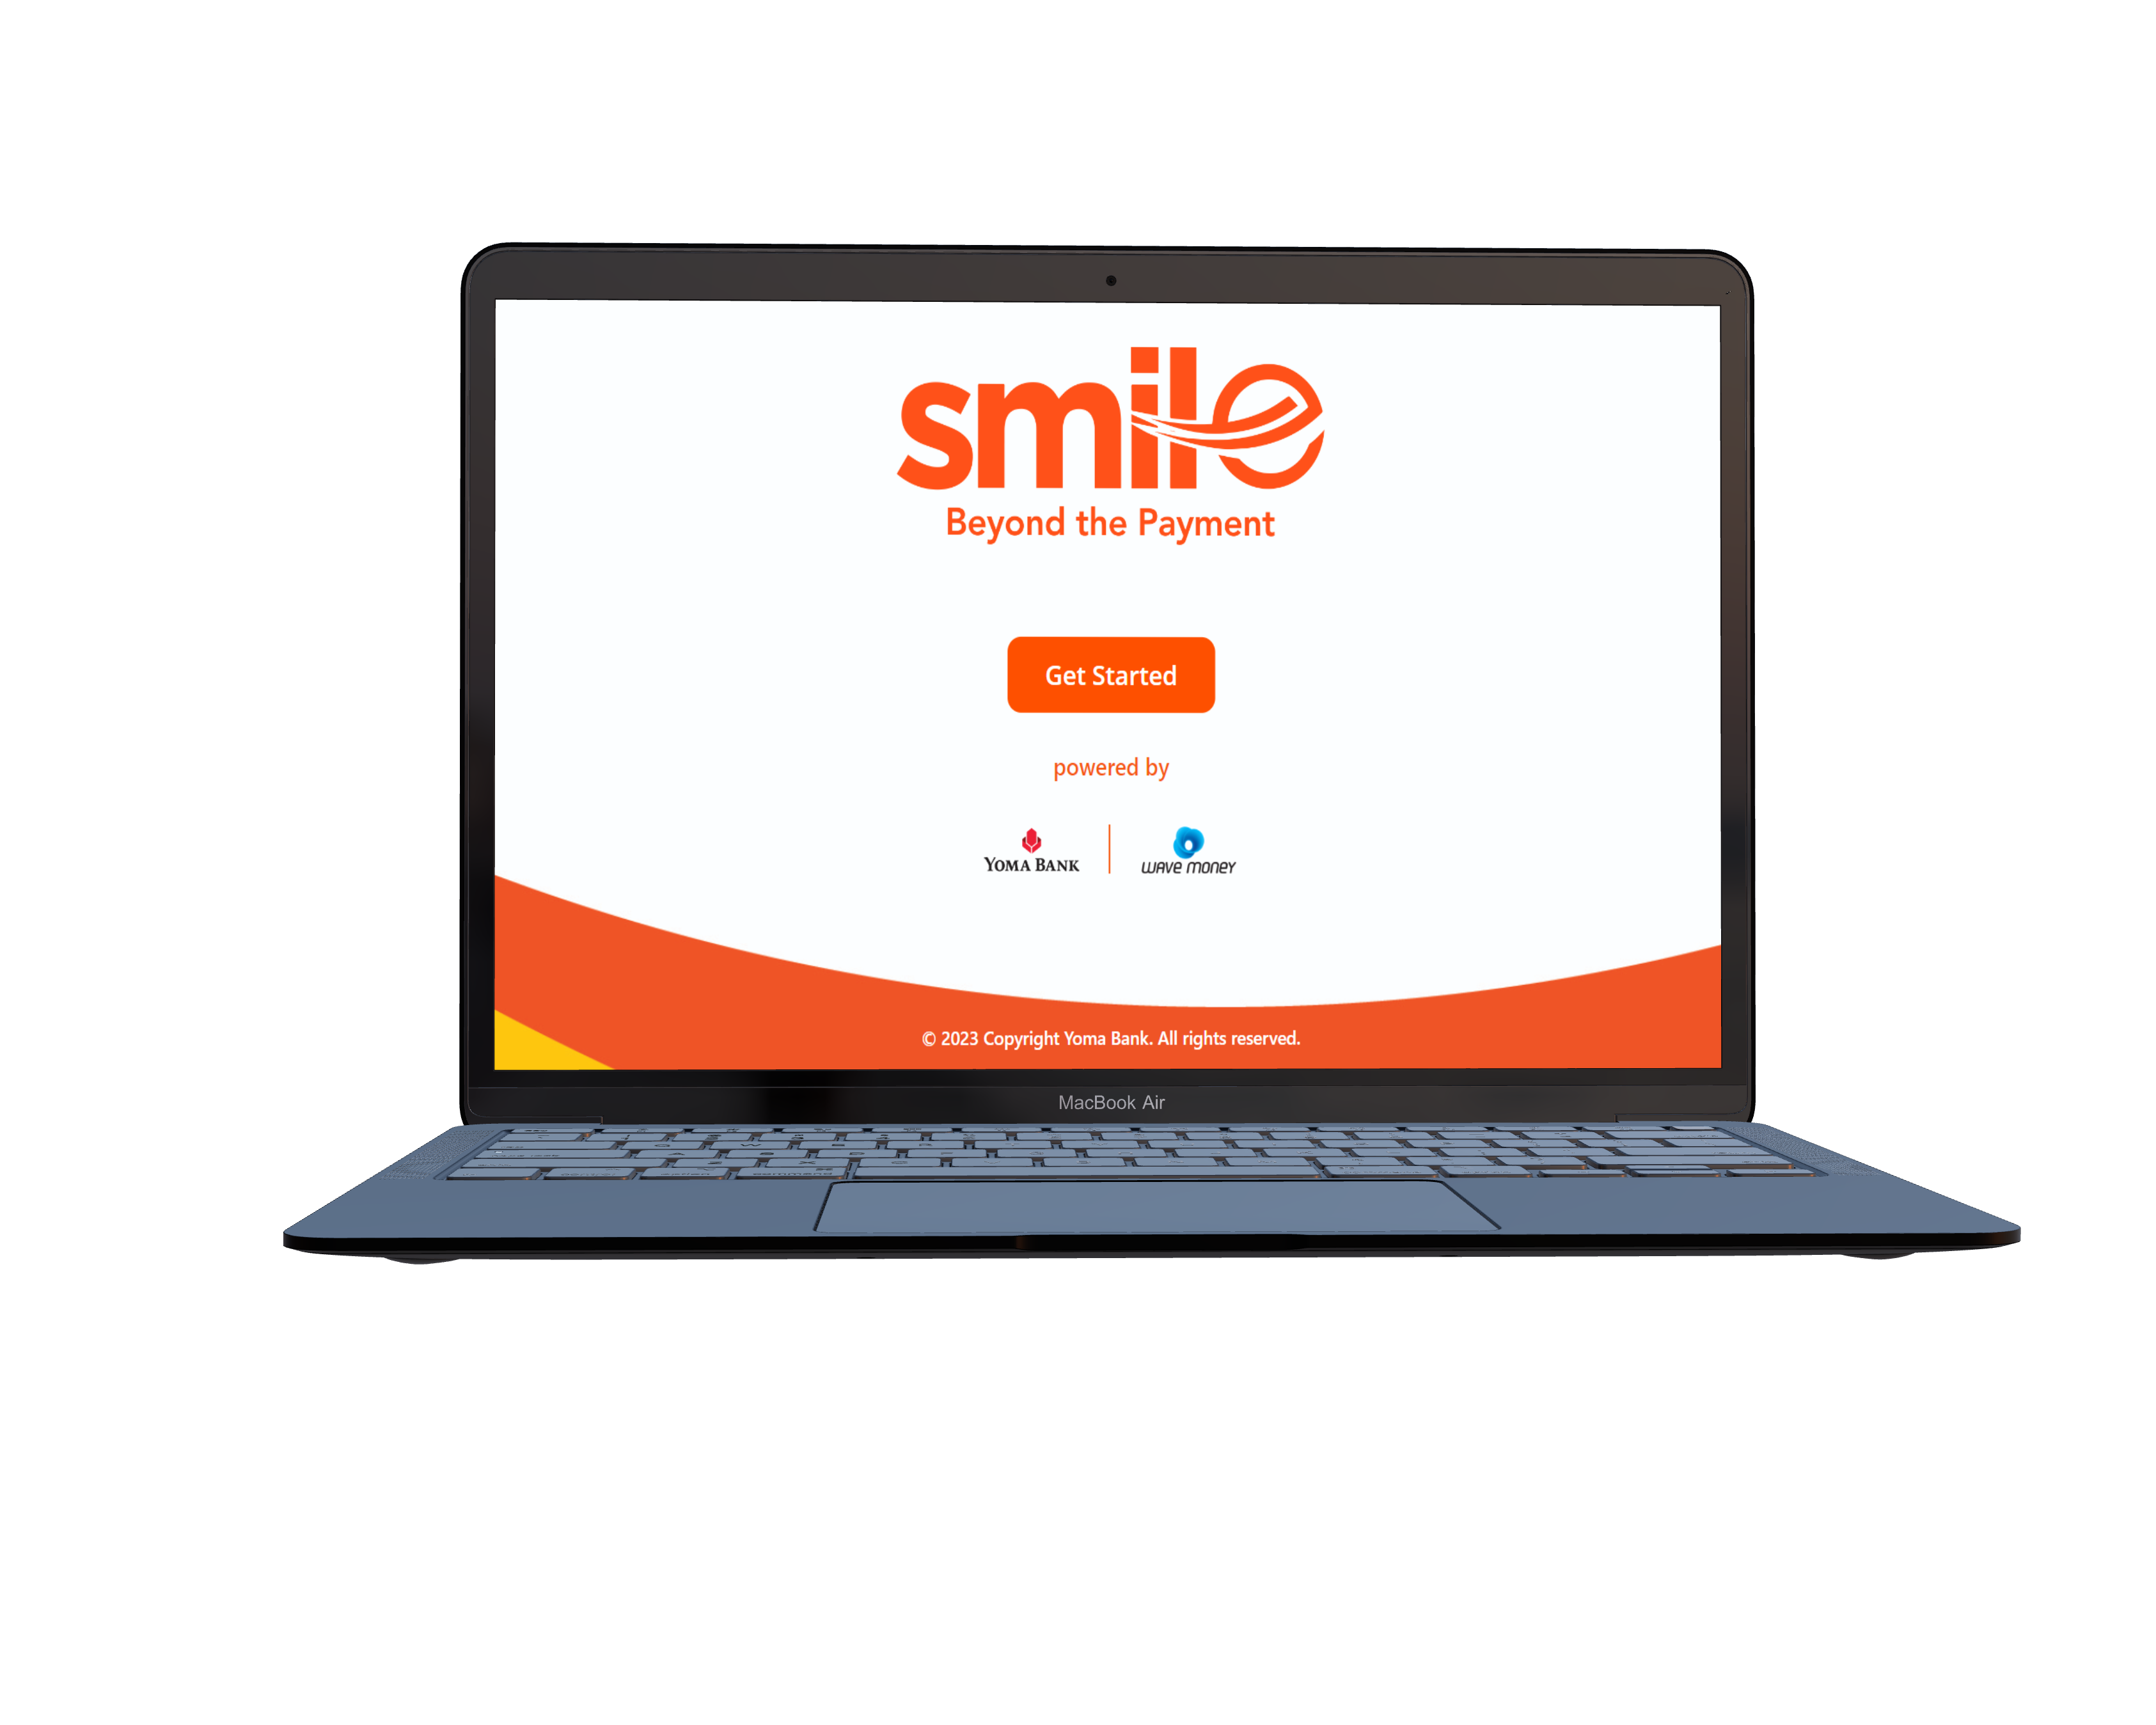 smile
Beyond the Payment
Get Started
powered by
YOMA BANK
WAVE MONEY
© 2023 Copyright Yoma Bank. All rights reserved.
MacBook Air